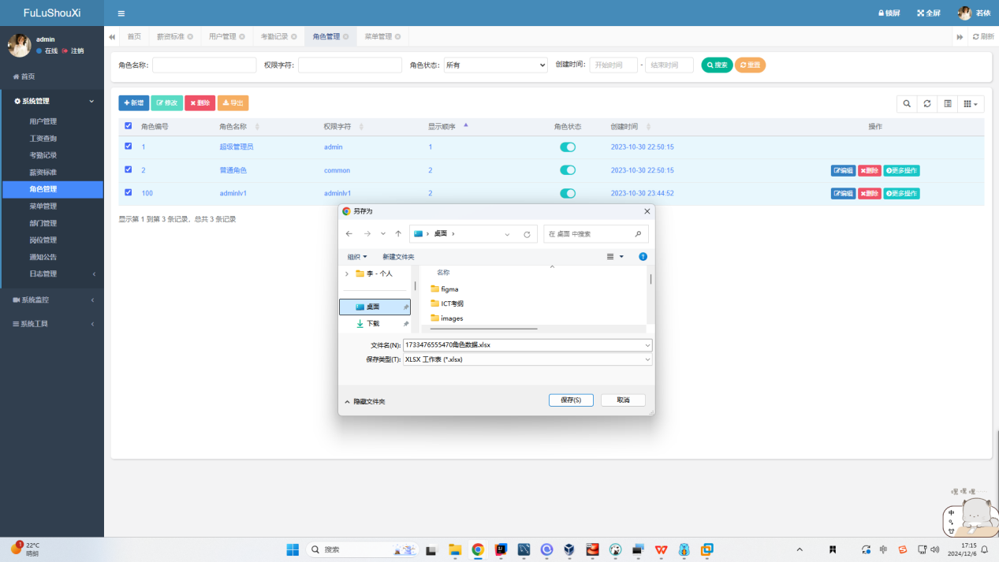 FuLuShouXi
锁屏 全屏 若依
admin
在线 注销
首页 薪资标准 用户管理 考勤记录 角色管理 菜单管理 刷新
角色名称: 权限字符: 角色状态: 所有 创建时间: 开始时间 - 结束时间 搜索 重置
首页
系统管理
用户管理
工资查询
考勤记录
薪资标准
角色管理
菜单管理
部门管理
岗位管理
通知公告
日志管理
系统监控
系统工具
新增 修改 删除 导出
角色编号 角色名称 权限字符 显示顺序 角色状态 创建时间 操作
1 超级管理员 admin 1 2023-10-30 22:50:15
2 普通角色 common 2 2023-10-30 22:50:15 编辑 删除 更多操作
100 adminlv1 adminlv1 2 2023-10-30 23:44:52 编辑 删除 更多操作
显示第 1 到第 3 条记录，总共 3 条记录
另存为
桌面
在 桌面 中搜索
组织 新建文件夹
李 - 个人
桌面
下载
名称
figma
ICT考纲
images
文件名(N): 1733476555470角色数据.xlsx
保存类型(T): XLSX 工作表 (*.xlsx)
隐藏文件夹 保存(S) 取消
嘿嘿嘿……
中
1
22°C
晴朗
搜索
中
17:15
2024/12/6